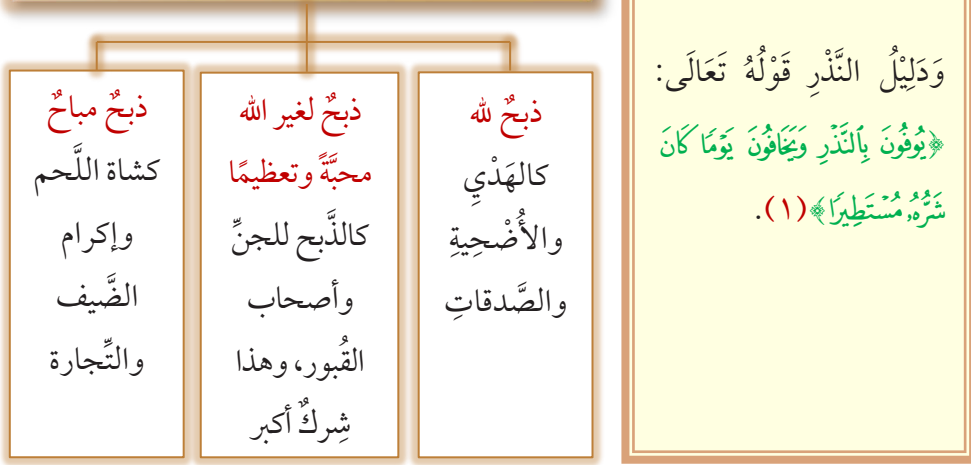 وَدَلِيْلُ النَّذْرِ قَوْلُهُ تَعَالَى:
﴿يُوفُونَ بِٱلنَّذْرِ وَيَخَافُونَ يَوْمًا كَانَ
شَرُّهُۥ مُسْتَطِيرًا﴾(١).
ذبحٌ لله
كالهَدْيِ
والأُضْحِيةِ
والصَّدقاتِ
ذبحٌ لغير الله
محبَّةً وتعظيمًا
كالذَّبح للجنِّ
وأصحاب
القُبور، وهذا
شِركٌ أكبر
ذبحٌ مباحٌ
كشاة اللَّحم
وإكرام
الضَّيف
والتِّجارة